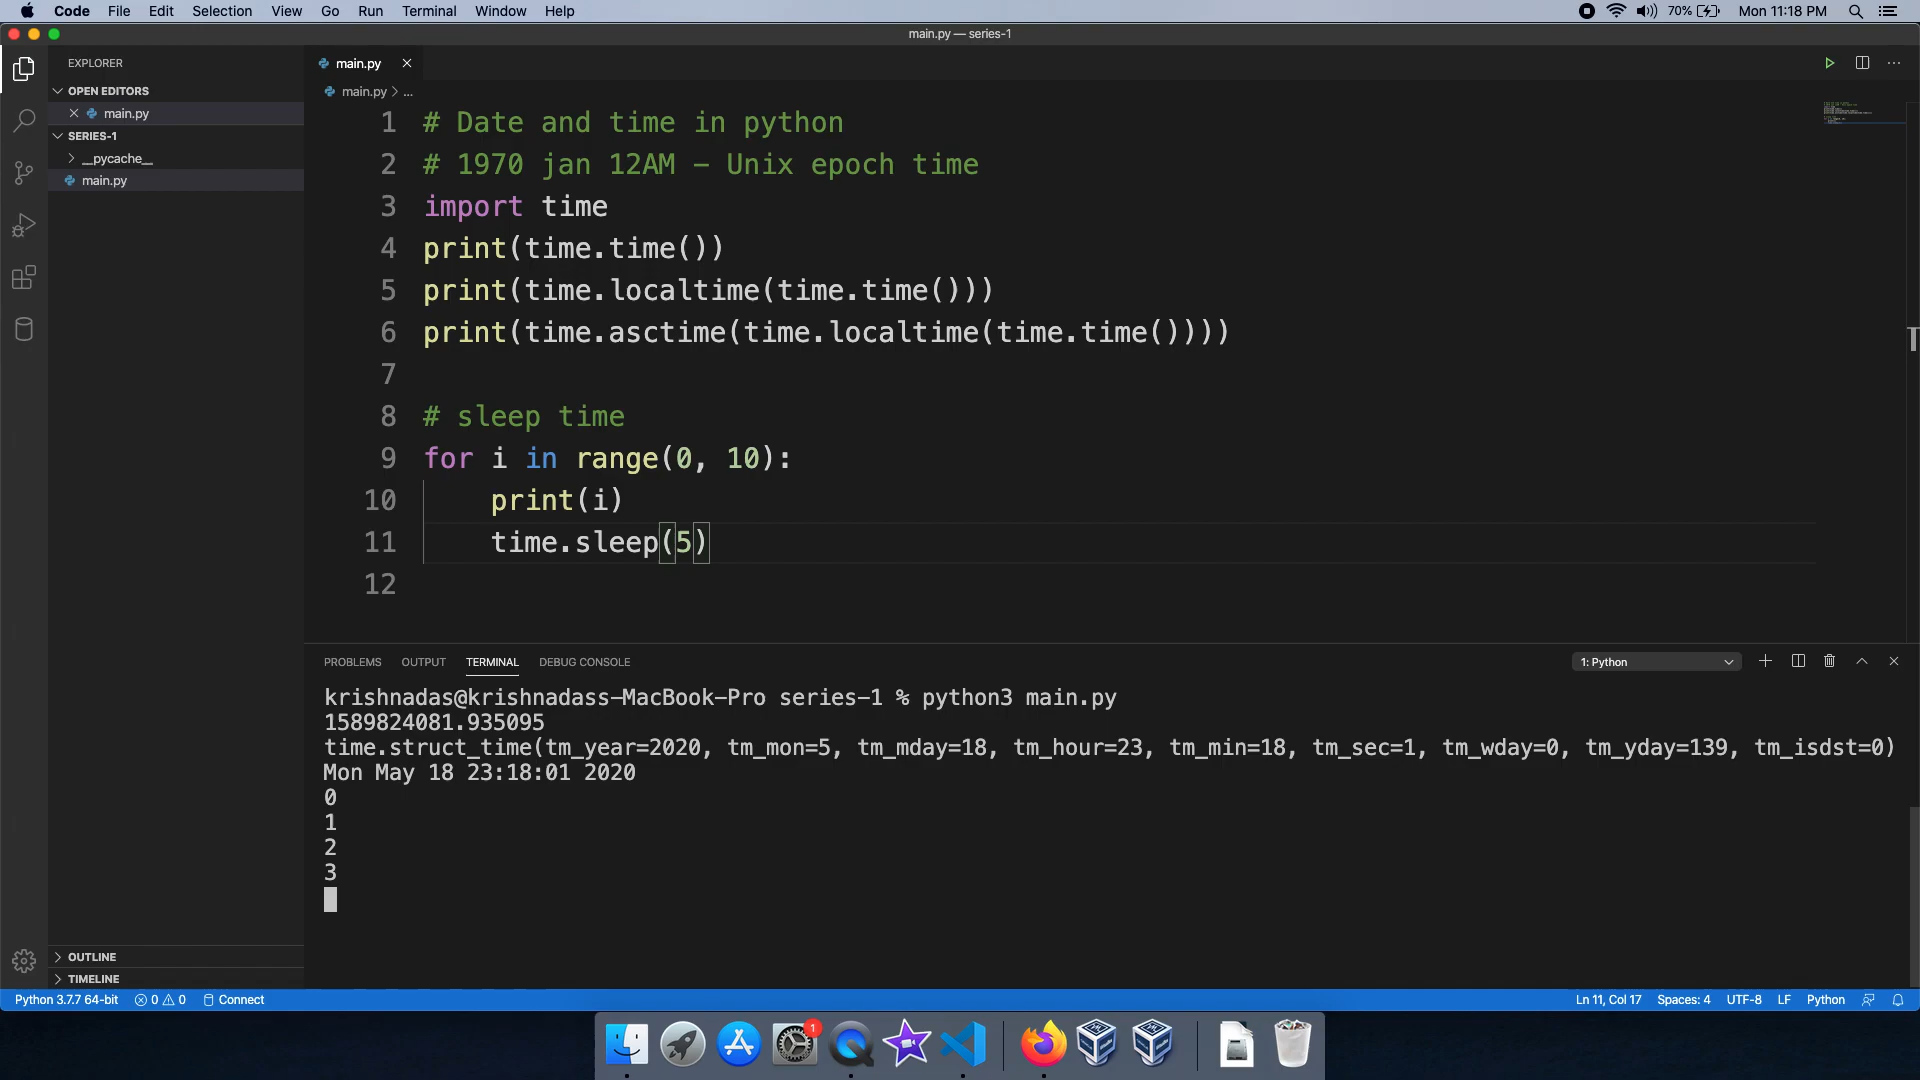 Code File Edit Selection View Go Run Terminal Window Help 70% Mon 11:18 PM
main.py — series-1
EXPLORER
OPEN EDITORS
main.py
SERIES-1
__pycache__
main.py
OUTLINE
TIMELINE
main.py
main.py > ...
1 # Date and time in python
2 # 1970 jan 12AM - Unix epoch time
3 import time
4 print(time.time())
5 print(time.localtime(time.time()))
6 print(time.asctime(time.localtime(time.time())))
7
8 # sleep time
9 for i in range(0, 10):
10 print(i)
11 time.sleep(5)
12
PROBLEMS OUTPUT TERMINAL DEBUG CONSOLE 1: Python
krishnadas@krishnadass-MacBook-Pro series-1 % python3 main.py
1589824081.935095
time.struct_time(tm_year=2020, tm_mon=5, tm_mday=18, tm_hour=23, tm_min=18, tm_sec=1, tm_wday=0, tm_yday=139, tm_isdst=0)
Mon May 18 23:18:01 2020
0
1
2
3
Python 3.7.7 64-bit 0 0 Connect Ln 11, Col 17 Spaces: 4 UTF-8 LF Python
1